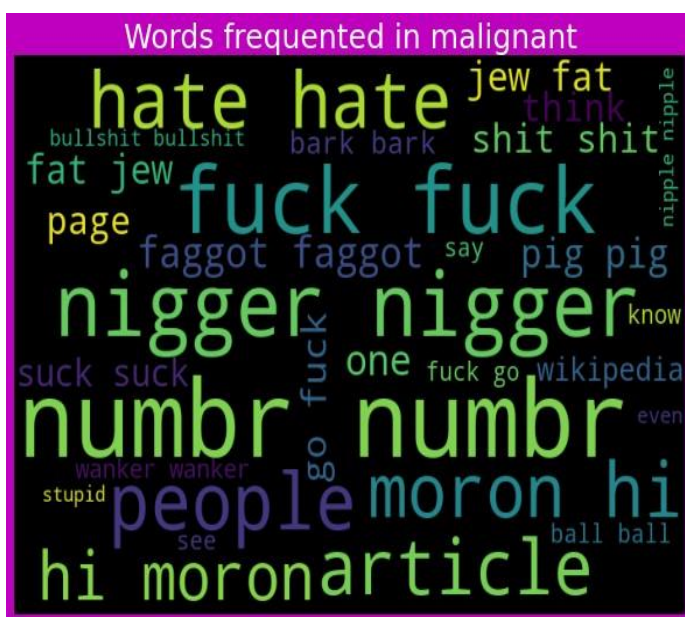 Words frequented in malignant
hate hate
jew fat
think
nipple nipple
bullshit bullshit
bark bark
shit shit
fat jew
fuck fuck
page
faggot faggot
say
pig pig
nigger nigger
know
go fuck
one
suck suck
fuck go
wikipedia
numbr numbr
even
wanker wanker
people
moron hi
stupid
see
ball ball
hi moron
article